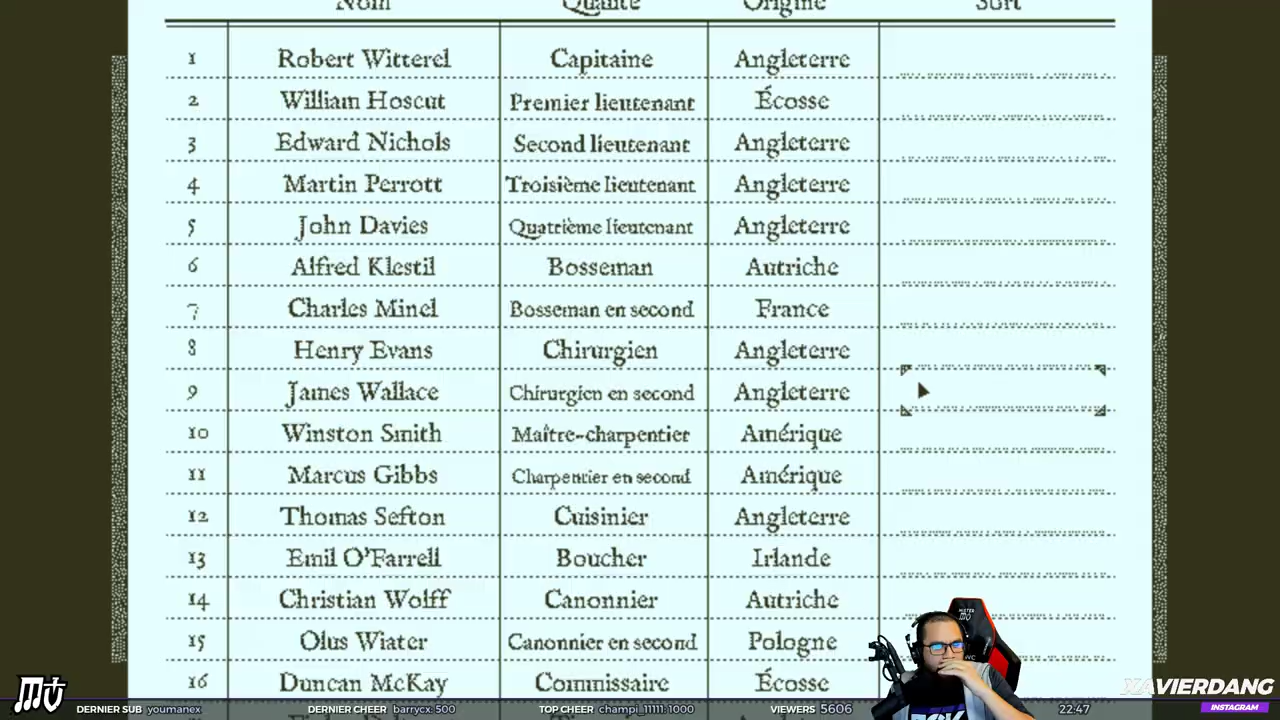 Nom Qualité Origine Sort
1 Robert Witterel Capitaine Angleterre
2 William Hoscut Premier lieutenant Écosse
3 Edward Nichols Second lieutenant Angleterre
4 Martin Perrott Troisième lieutenant Angleterre
5 John Davies Quatrième lieutenant Angleterre
6 Alfred Klestil Bosseman Autriche
7 Charles Minel Bosseman en second France
8 Henry Evans Chirurgien Angleterre
9 James Wallace Chirurgien en second Angleterre
10 Winston Smith Maître-charpentier Amérique
11 Marcus Gibbs Charpentier en second Amérique
12 Thomas Sefton Cuisinier Angleterre
13 Emil O'Farrell Boucher Irlande
14 Christian Wolff Canonnier Autriche
15 Olus Wiater Canonnier en second Pologne
16 Duncan McKay Commissaire Écosse
XAVIERDANG
INSTAGRAM
DERNIER SUB youmanex DERNIER CHEER barrycx: 500 TOP CHEER champi_11111:1000 VIEWERS 5606 22:47